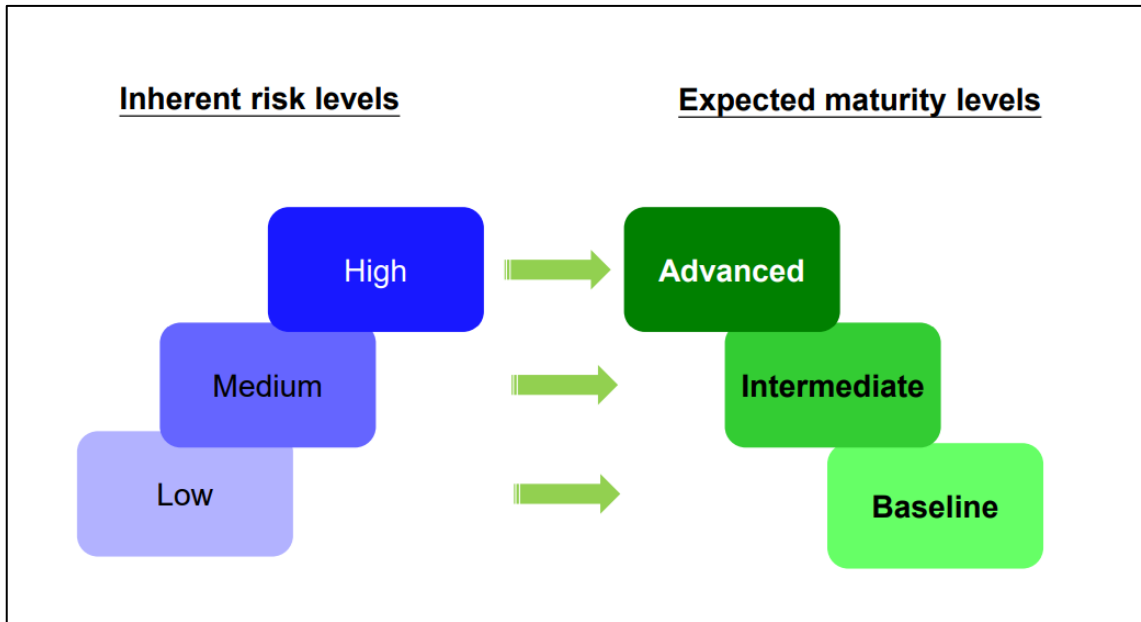 Inherent risk levels
Expected maturity levels
High
Advanced
Medium
Intermediate
Low
Baseline